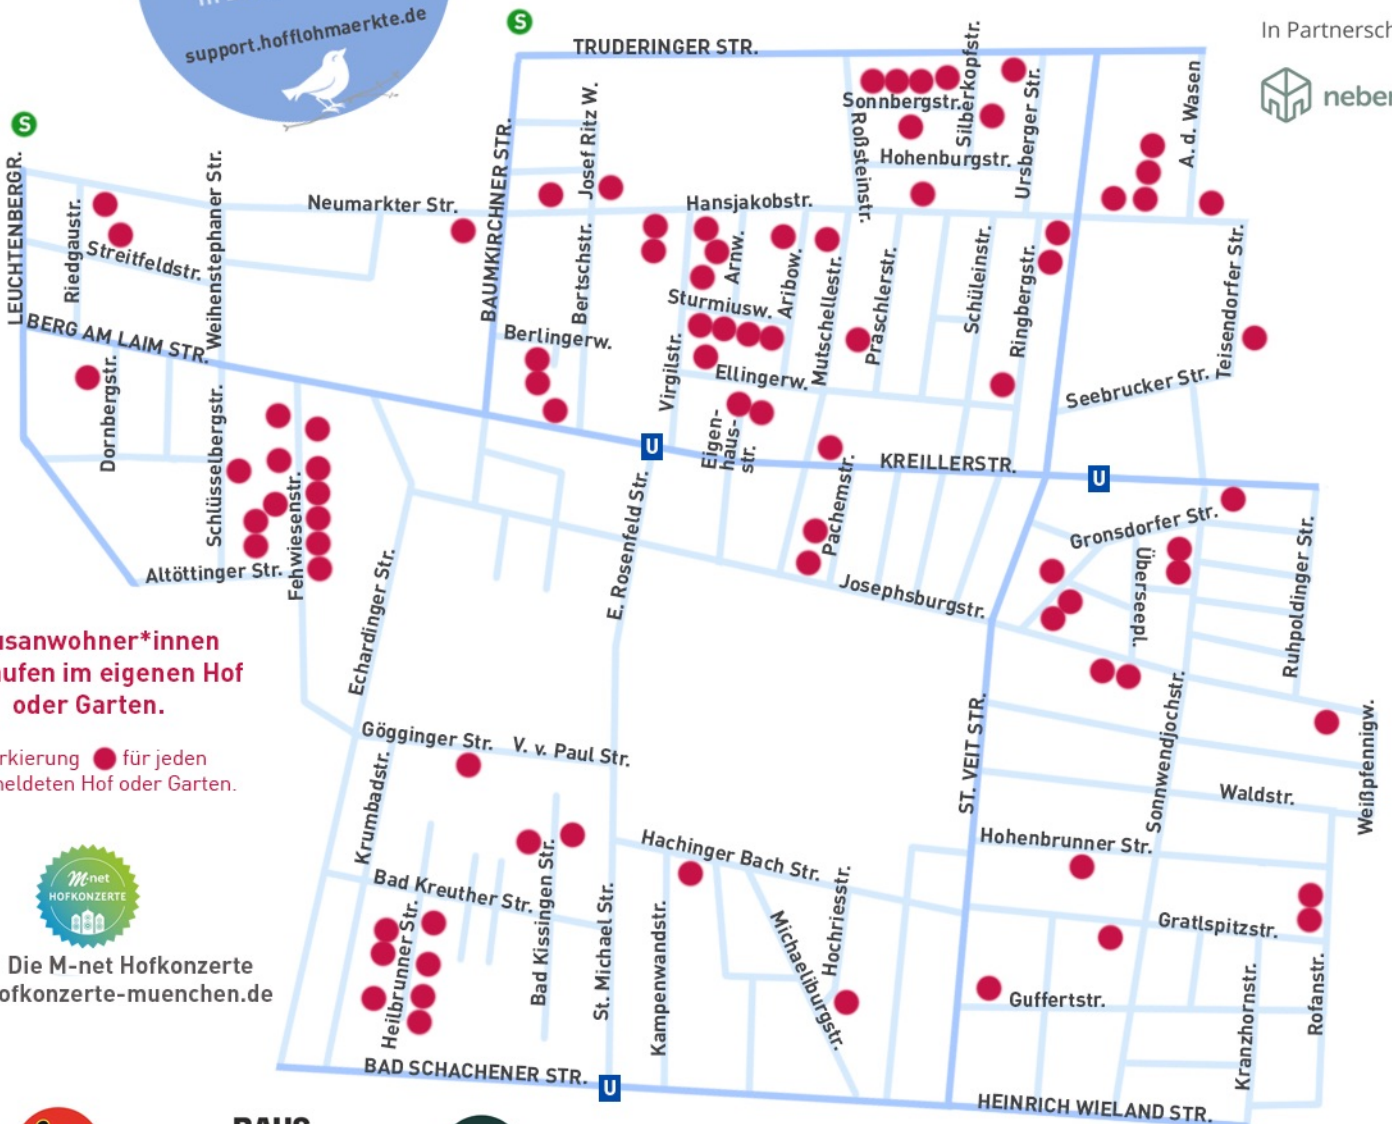 support.hofflohmaerkte.de
S
TRUDERINGER STR.
In Partnersch
neben
S
LEUCHTENBERGR.
Riedgaustr.
Streitfeldstr.
Weihenstephaner Str.
Neumarkter Str.
BAUMKIRCHNER STR.
Josef Ritz W.
Bertschstr.
Berlingerw.
Sonnbergstr.
Silberkopfstr.
Roßsteinstr.
Hohenburgstr.
Ursberger Str.
A. d. Wasen
Hansjakobstr.
Arnw.
Aribow.
Sturmiusw.
Mutschellestr.
Praschlerstr.
Schüleinstr.
Ringbergstr.
Teisendorfer Str.
Virgilstr.
Ellingerw.
Seebrucker Str.
BERG AM LAIM STR.
Dornbergstr.
Schlüsselbergstr.
Fehwiesenstr.
Altöttinger Str.
Eigen-
haus-
str.
U
KREILLERSTR.
U
Pachemstr.
E. Rosenfeld Str.
Echardinger Str.
Josephsburgstr.
Gronsdorfer Str.
Überseepl.
Ruhpoldinger Str.
usanwohner*innen
aufen im eigenen Hof
oder Garten.
rkierung für jeden
neldeten Hof oder Garten.
Gögginger Str.
V. v. Paul Str.
Krumbadstr.
ST. VEIT STR.
Sonnwendjochstr.
Weißpfennigw.
Waldstr.
Hohenbrunner Str.
Hachinger Bach Str.
Bad Kreuther Str.
Heilbrunner Str.
Bad Kissingen Str.
St. Michael Str.
Kampenwandstr.
Michaeliburgstr.
Hochriesstr.
Gratlspitzstr.
Guffertstr.
Kranzhornstr.
Rofanstr.
M-net
HOFKONZERTE
Die M-net Hofkonzerte
ofkonzerte-muenchen.de
BAD SCHACHENER STR.
U
HEINRICH WIELAND STR.